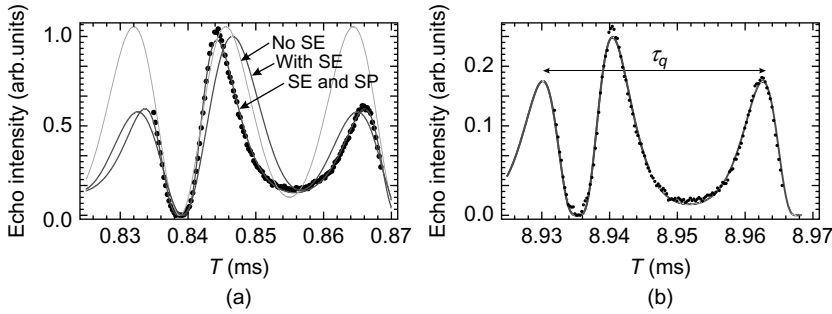 (a)
Echo intensity (arb.units)
1.0
0.5
0.0
No SE
With SE
SE and SP
0.83 0.84 0.85 0.86 0.87
T (ms)
(a)
(b)
Echo intensity (arb.units)
0.2
0.1
0.0
τq
8.93 8.94 8.95 8.96 8.97
T (ms)
(b)